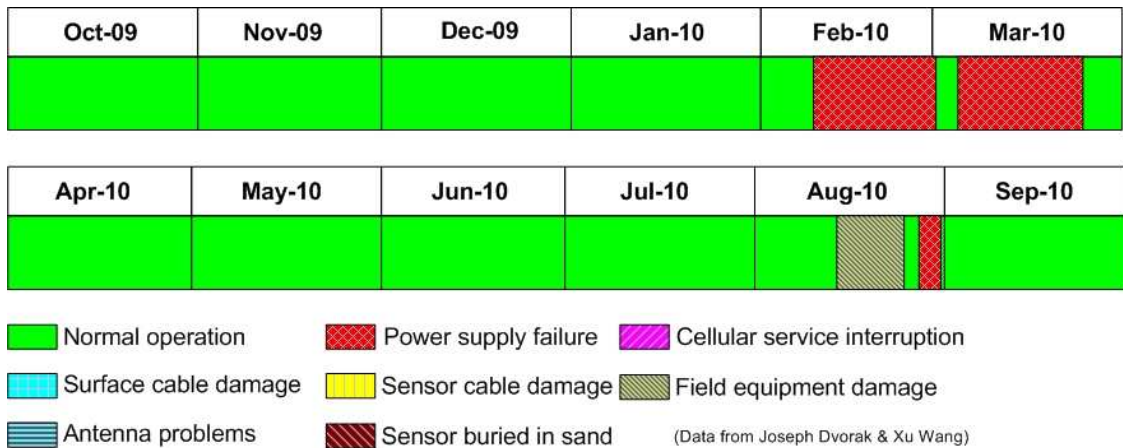 Oct-09 Nov-09 Dec-09 Jan-10 Feb-10 Mar-10
Apr-10 May-10 Jun-10 Jul-10 Aug-10 Sep-10
Normal operation Power supply failure Cellular service interruption
Surface cable damage Sensor cable damage Field equipment damage
Antenna problems Sensor buried in sand (Data from Joseph Dvorak & Xu Wang)